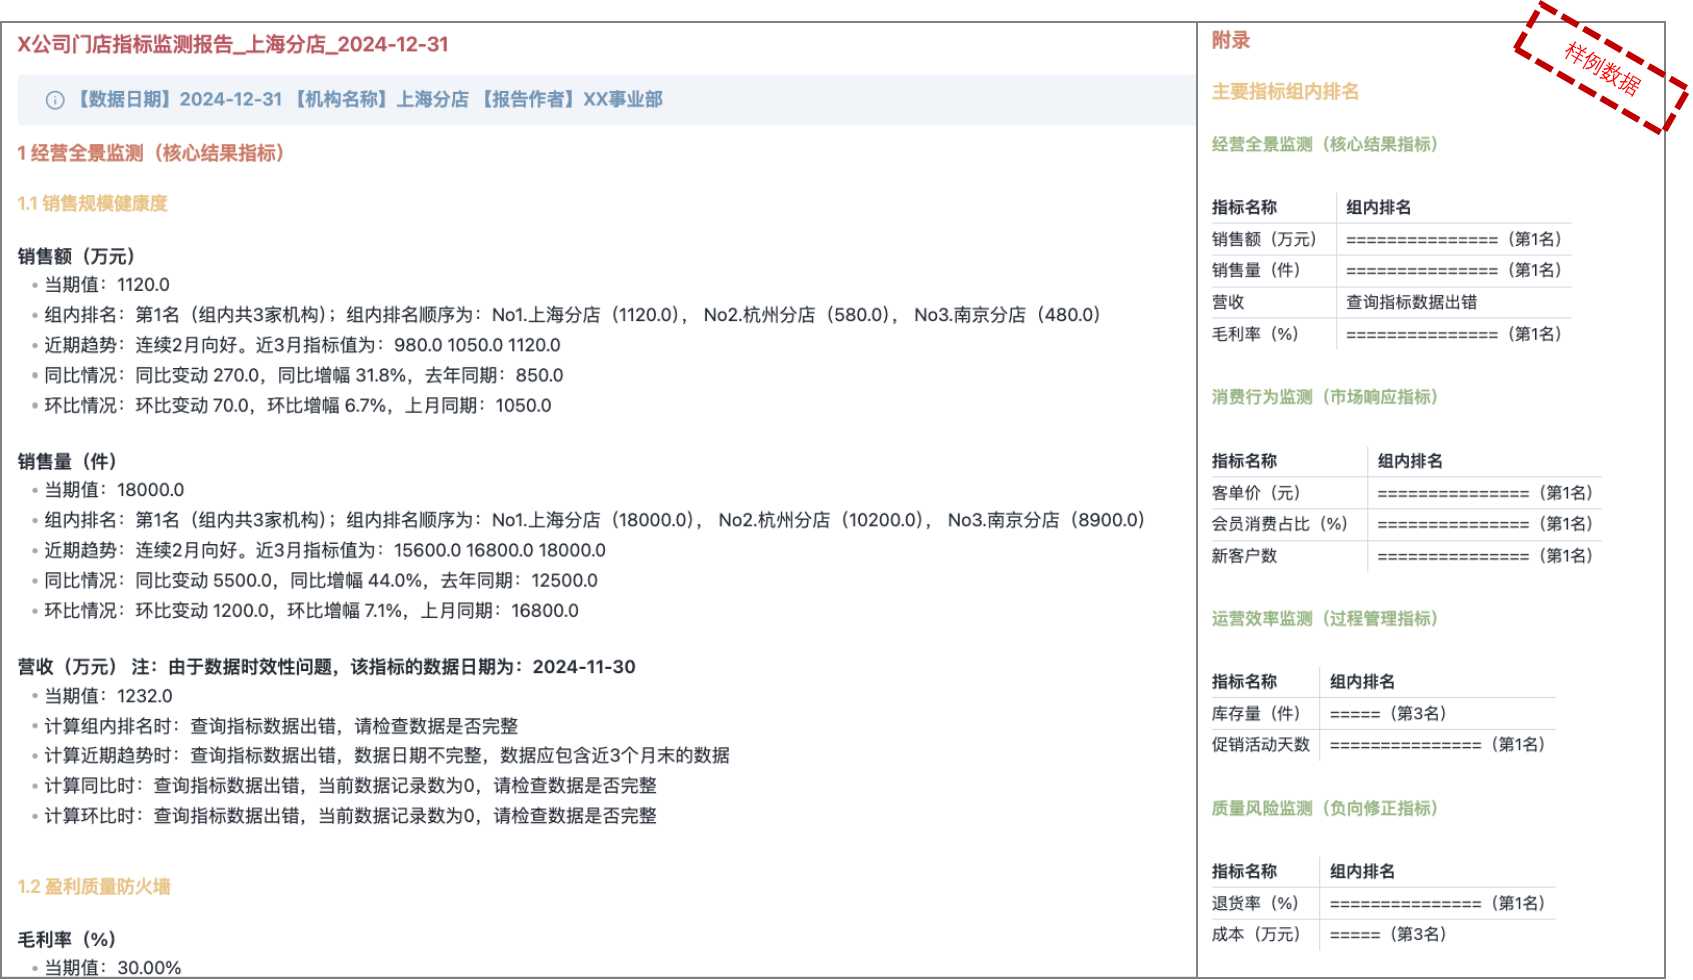 X公司门店指标监测报告_上海分店_2024-12-31
【数据日期】2024-12-31 【机构名称】上海分店 【报告作者】XX事业部
1 经营全景监测（核心结果指标）
1.1 销售规模健康度
销售额（万元）
当期值：1120.0
组内排名：第1名（组内共3家机构）；组内排名顺序为：No1.上海分店（1120.0）， No2.杭州分店（580.0）， No3.南京分店（480.0）
近期趋势：连续2月向好。近3月指标值为：980.0 1050.0 1120.0
同比情况：同比变动 270.0，同比增幅 31.8%，去年同期：850.0
环比情况：环比变动 70.0，环比增幅 6.7%，上月同期：1050.0
销售量（件）
当期值：18000.0
组内排名：第1名（组内共3家机构）；组内排名顺序为：No1.上海分店（18000.0）， No2.杭州分店（10200.0）， No3.南京分店（8900.0）
近期趋势：连续2月向好。近3月指标值为：15600.0 16800.0 18000.0
同比情况：同比变动 5500.0，同比增幅 44.0%，去年同期：12500.0
环比情况：环比变动 1200.0，环比增幅 7.1%，上月同期：16800.0
营收（万元） 注：由于数据时效性问题，该指标的数据日期为：2024-11-30
当期值：1232.0
计算组内排名时：查询指标数据出错，请检查数据是否完整
计算近期趋势时：查询指标数据出错，数据日期不完整，数据应包含近3个月末的数据
计算同比时：查询指标数据出错，当前数据记录数为0，请检查数据是否完整
计算环比时：查询指标数据出错，当前数据记录数为0，请检查数据是否完整
1.2 盈利质量防火墙
毛利率（%）
当期值：30.00%
附录
样例数据
主要指标组内排名
经营全景监测（核心结果指标）
指标名称 组内排名
销售额（万元） ===============（第1名）
销售量（件） ===============（第1名）
营收 查询指标数据出错
毛利率（%） ===============（第1名）
消费行为监测（市场响应指标）
指标名称 组内排名
客单价（元） ===============（第1名）
会员消费占比（%） ===============（第1名）
新客户数 ===============（第1名）
运营效率监测（过程管理指标）
指标名称 组内排名
库存量（件） =====（第3名）
促销活动天数 ===============（第1名）
质量风险监测（负向修正指标）
指标名称 组内排名
退货率（%） ===============（第1名）
成本（万元） =====（第3名）